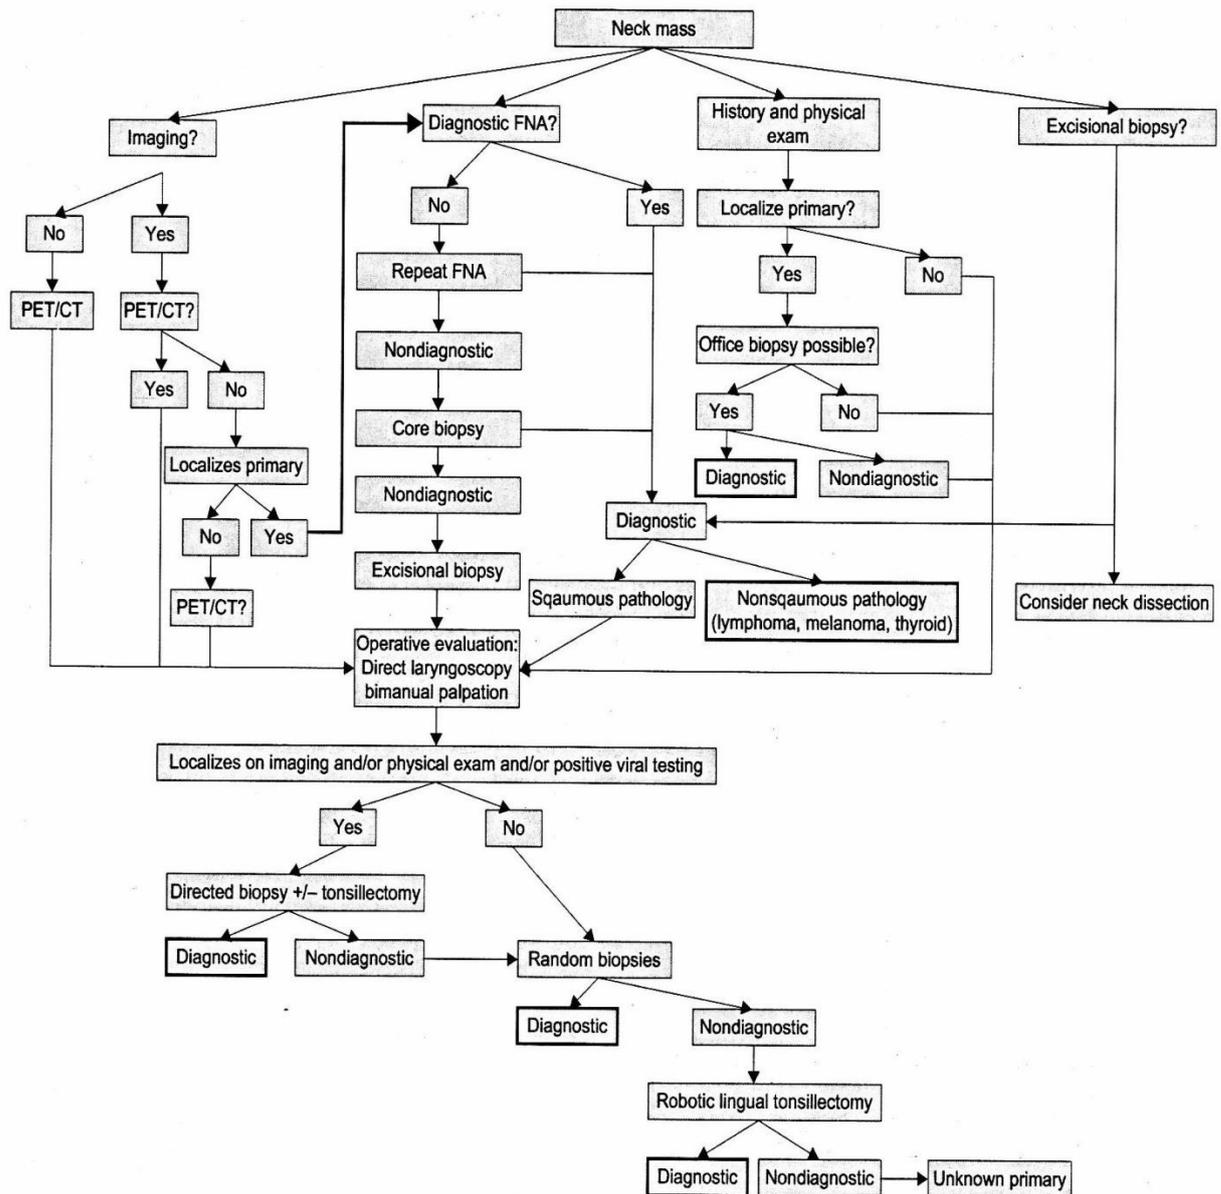 Neck mass
Imaging?
Diagnostic FNA?
History and physical
exam
Excisional biopsy?
No
Yes
No
Yes
Localize primary?
PET/CT
PET/CT?
Repeat FNA
Yes
No
Yes
No
Nondiagnostic
Office biopsy possible?
Localizes primary
Core biopsy
Yes
No
No
Yes
Nondiagnostic
Diagnostic
Nondiagnostic
Diagnostic
PET/CT?
Excisional biopsy
Sqaumous pathology
Nonsqaumous pathology
(lymphoma, melanoma, thyroid)
Consider neck dissection
Operative evaluation:
Direct laryngoscopy
bimanual palpation
Localizes on imaging and/or physical exam and/or positive viral testing
Yes
No
Directed biopsy +/– tonsillectomy
Diagnostic
Nondiagnostic
Random biopsies
Diagnostic
Nondiagnostic
Robotic lingual tonsillectomy
Diagnostic
Nondiagnostic
Unknown primary